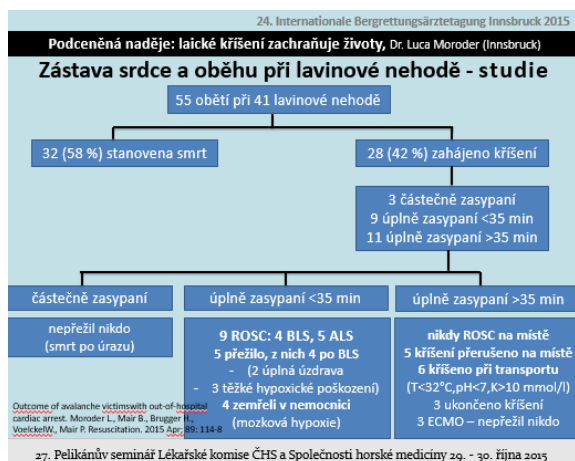 24. Internationale Bergrettungsärztetagung Innsbruck 2015
Podceněná naděje: laické kříšení zachraňuje životy, Dr. Luca Moroder (Innsbruck)
Zástava srdce a oběhu při lavinové nehodě - studie
55 obětí při 41 lavinové nehodě
32 (58 %) stanovena smrt
28 (42 %) zahájeno kříšení
3 částečně zasypaní
9 úplně zasypaní <35 min
11 úplně zasypaní >35 min
částečně zasypaní
nepřežil nikdo
(smrt po úrazu)
úplně zasypaní <35 min
9 ROSC: 4 BLS, 5 ALS
5 přežilo, z nich 4 po BLS
- (2 úplná úzdrava
- 3 těžké hypoxické poškození)
4 zemřeli v nemocnici
(mozková hypoxie)
úplně zasypaní >35 min
nikdy ROSC na místě
5 kříšení přerušeno na místě
6 kříšeno při transportu
(T<32°C,pH<7,K>10 mmol/l)
3 ukončeno kříšení
3 ECMO – nepřežil nikdo
Outcome of avalanche victimswith out-of-hospital
cardiac arrest. Moroder L., Mair B., Brugger H.,
VoelckelW., Mair P. Resuscitation. 2015 Apr; 89: 114-8
27. Pelikánův seminář Lékařské komise ČHS a Společnosti horské medicíny 29. - 30. října 2015